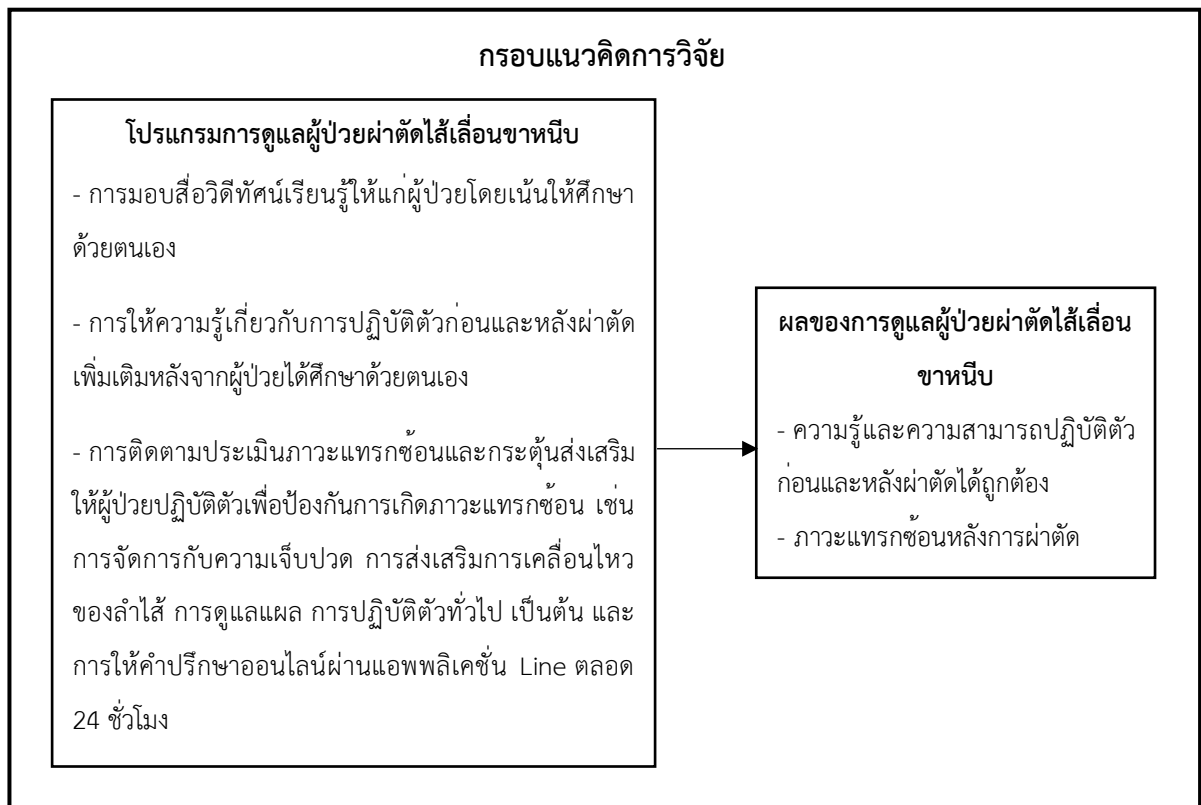 กรอบแนวคิดการวิจัย
โปรแกรมการดูแลผู้ป่วยผ่าตัดไส้เลื่อนขาหนีบ
- การมอบสื่อวิดีทัศน์เรียนรู้ให้แก่ผู้ป่วยโดยเน้นให้ศึกษา
ด้วยตนเอง
- การให้ความรู้เกี่ยวกับการปฏิบัติตัวก่อนและหลังผ่าตัด
เพิ่มเติมหลังจากผู้ป่วยได้ศึกษาด้วยตนเอง
- การติดตามประเมินภาวะแทรกซ้อนและกระตุ้นส่งเสริม
ให้ผู้ป่วยปฏิบัติตัวเพื่อป้องกันการเกิดภาวะแทรกซ้อน เช่น
การจัดการกับความเจ็บปวด การส่งเสริมการเคลื่อนไหว
ของลำไส้ การดูแลแผล การปฏิบัติตัวทั่วไป เป็นต้น และ
การให้คำปรึกษาออนไลน์ผ่านแอพพลิเคชั่น Line ตลอด
24 ชั่วโมง
ผลของการดูแลผู้ป่วยผ่าตัดไส้เลื่อน
ขาหนีบ
- ความรู้และความสามารถปฏิบัติตัว
ก่อนและหลังผ่าตัดได้ถูกต้อง
- ภาวะแทรกซ้อนหลังการผ่าตัด